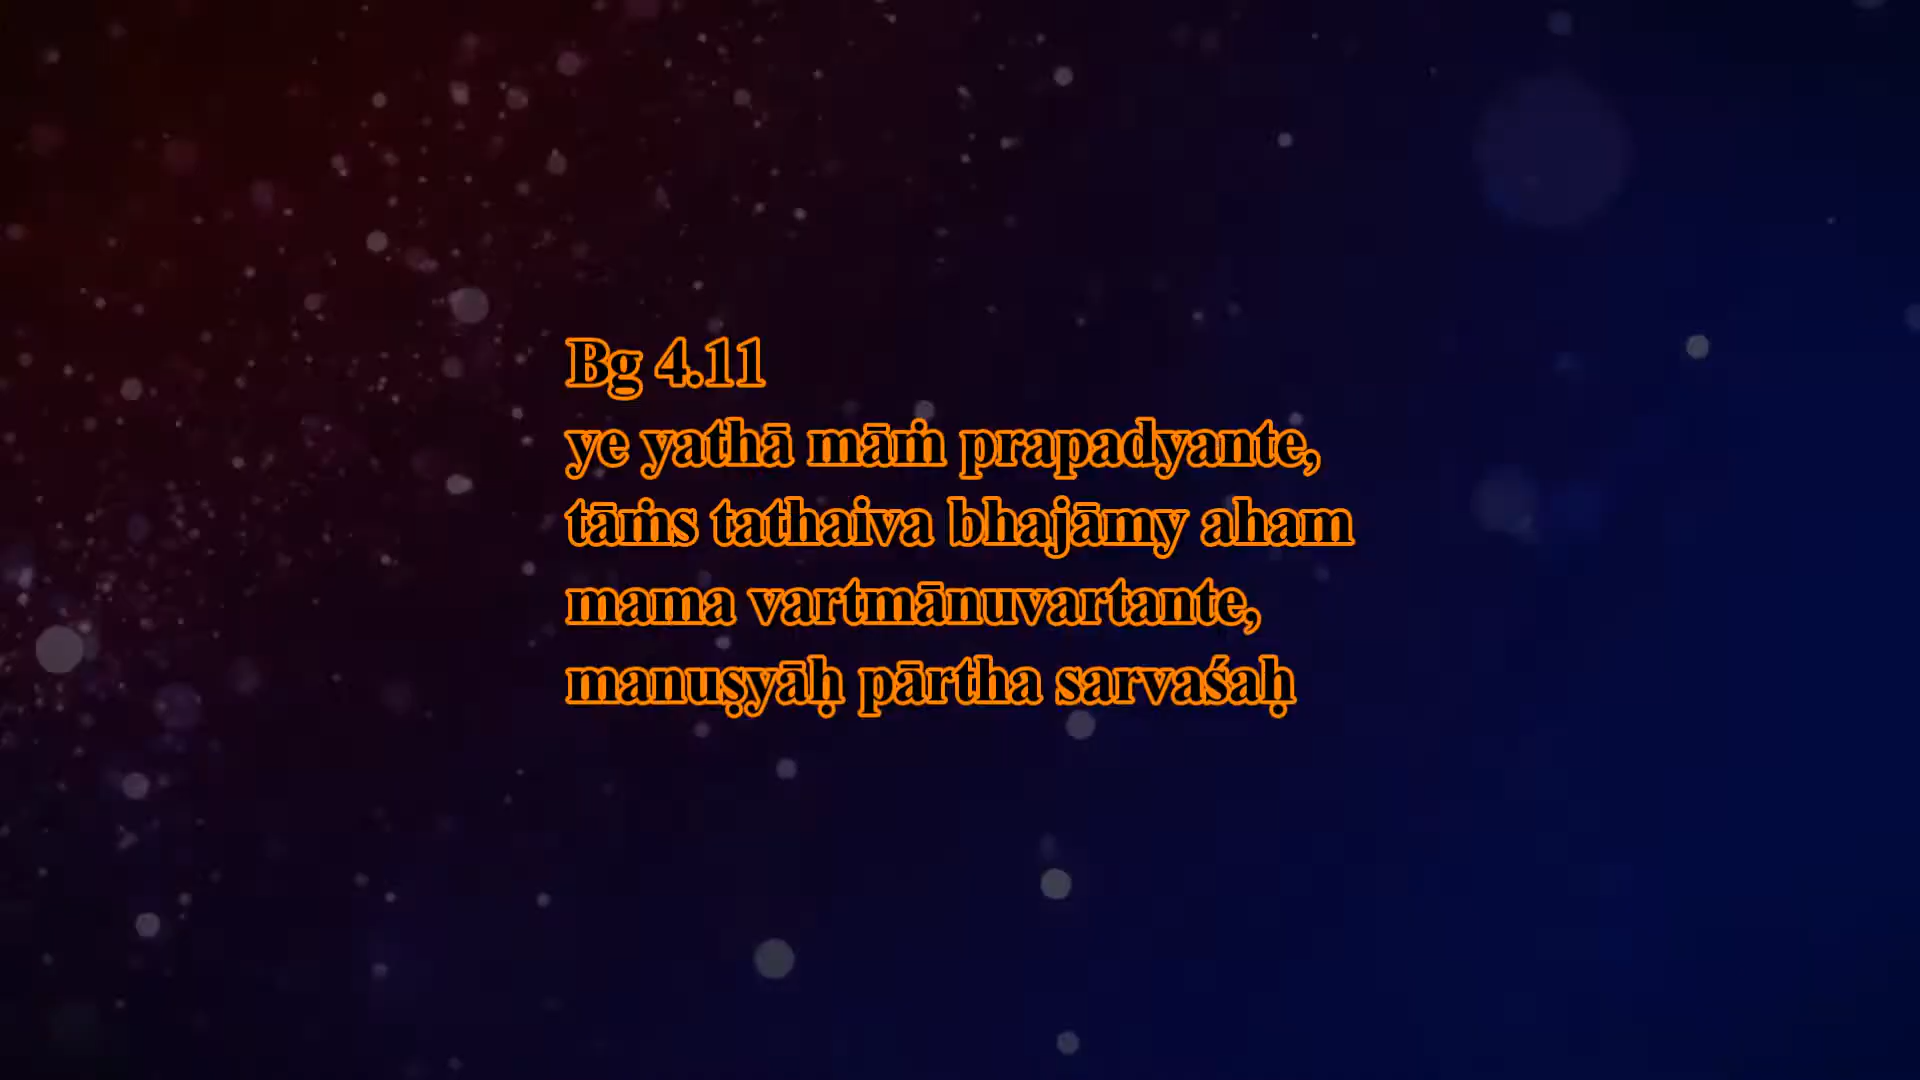 Bg 4.11
ye yathā māṁ prapadyante,
tāṁs tathaiva bhajāmy aham
mama vartmānuvartante,
manuṣyāḥ pārtha sarvaśaḥ